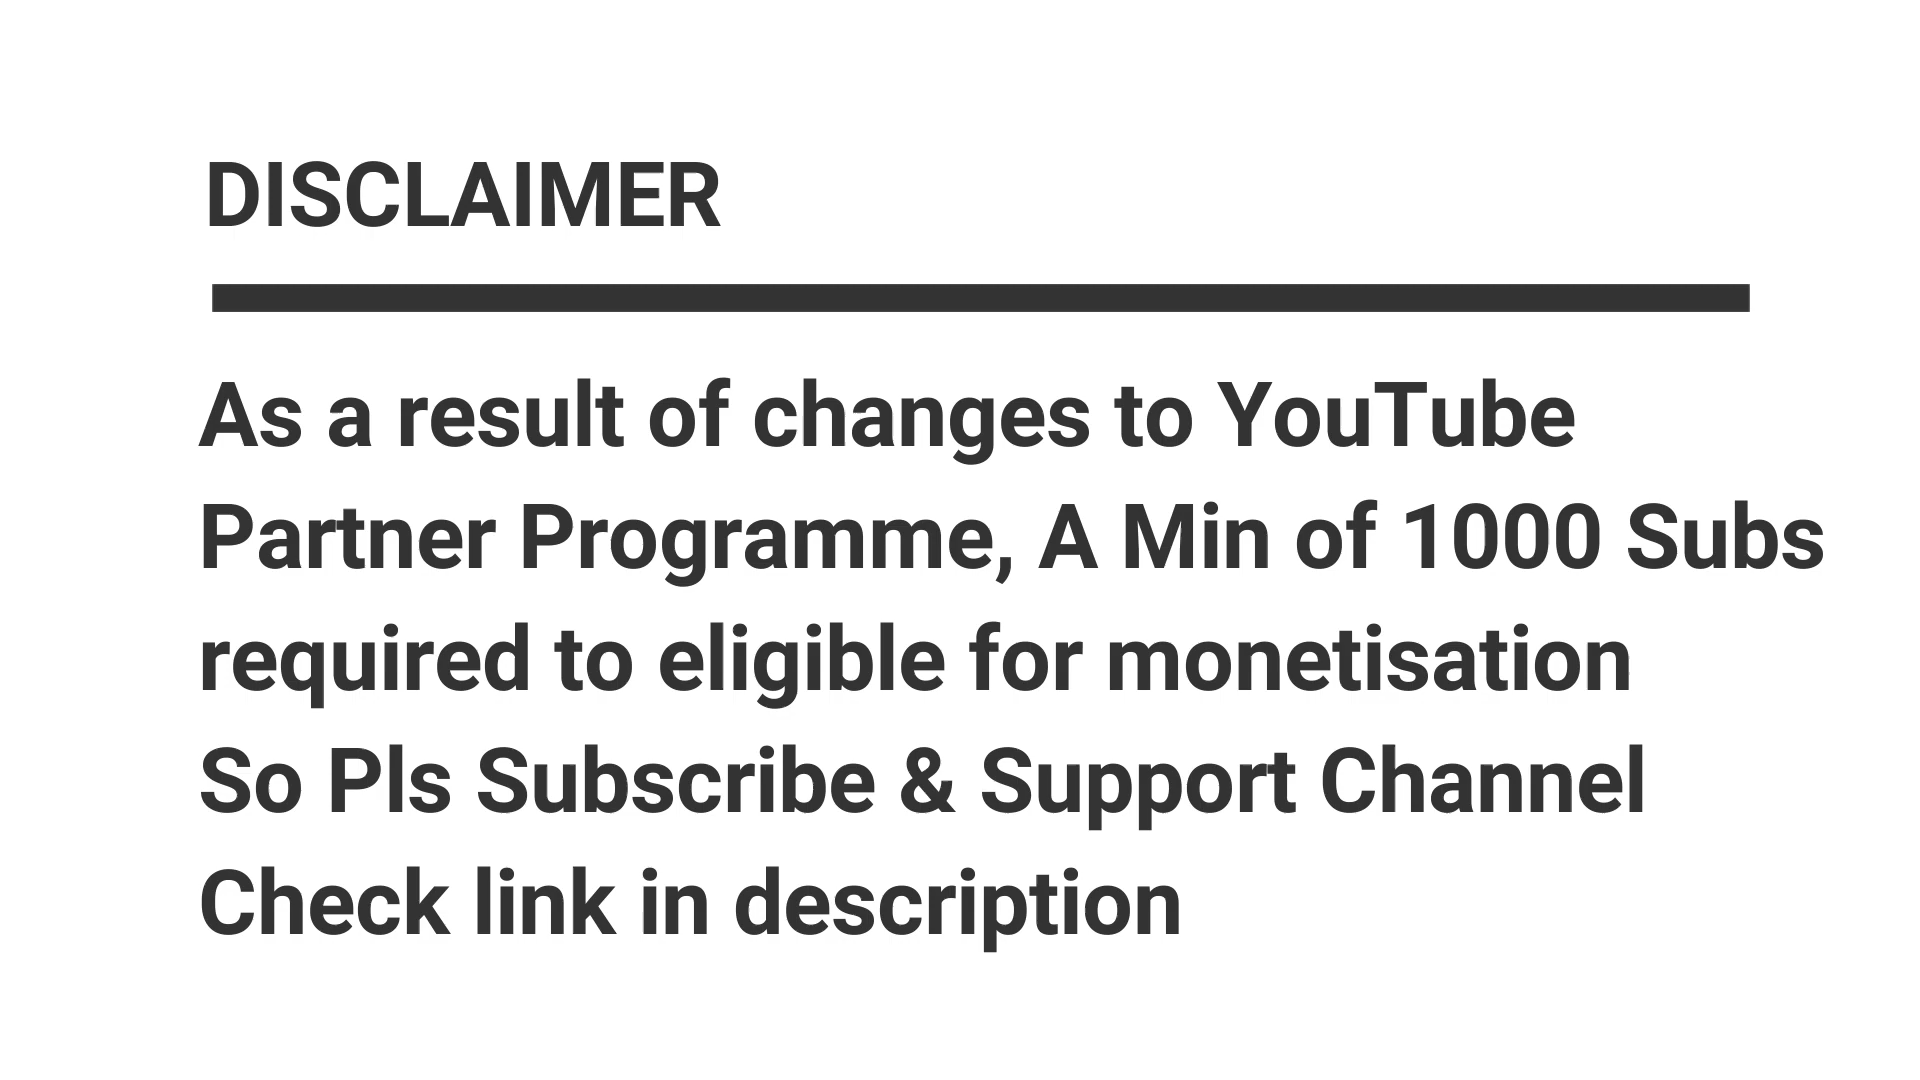 DISCLAIMER
As a result of changes to YouTube
Partner Programme, A Min of 1000 Subs
required to eligible for monetisation
So Pls Subscribe & Support Channel
Check link in description